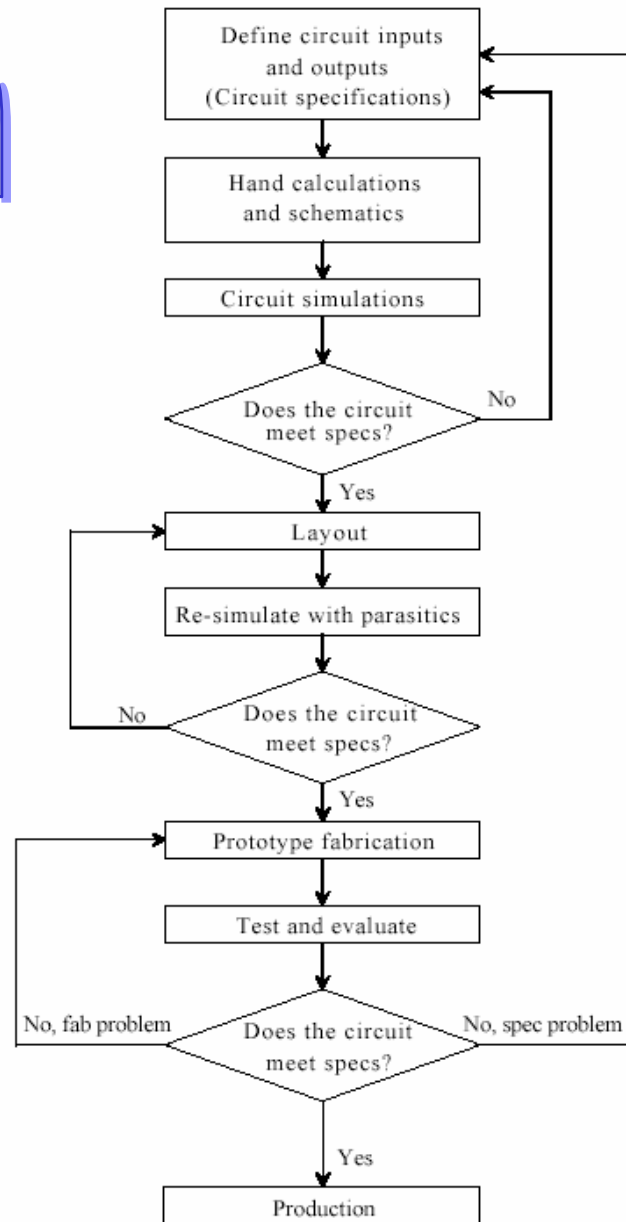 n
Define circuit inputs
and outputs
(Circuit specifications)
Hand calculations
and schematics
Circuit simulations
Does the circuit
meet specs?
No
Yes
Layout
Re-simulate with parasitics
Does the circuit
meet specs?
No
Yes
Prototype fabrication
Test and evaluate
No, fab problem
Does the circuit
meet specs?
No, spec problem
Yes
Production